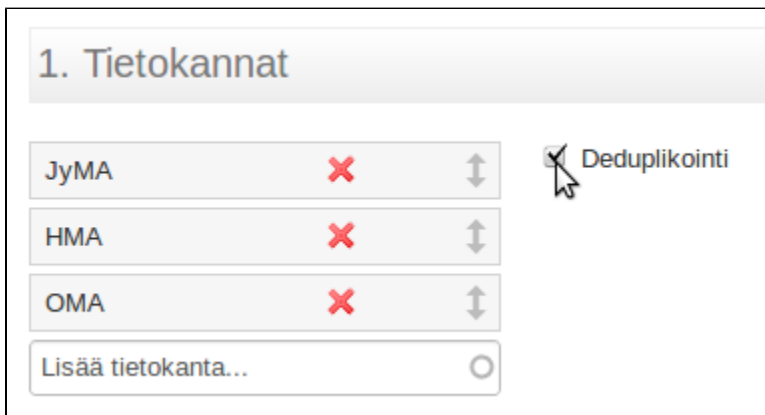 1. Tietokannat
JyMA
Deduplikointi
HMA
OMA
Lisää tietokanta...